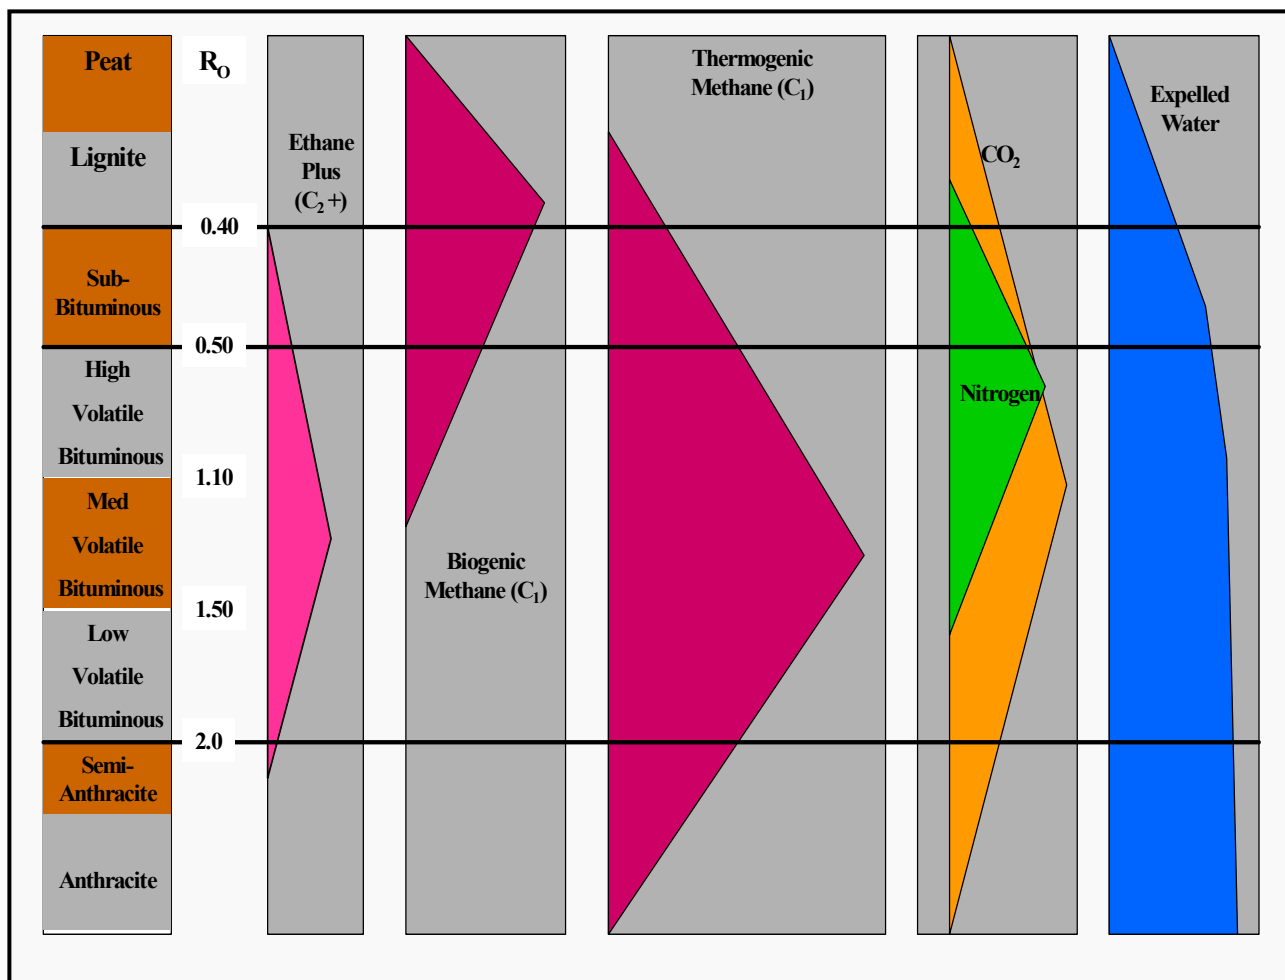 Peat
Lignite
Sub-
Bituminous
High
Volatile
Bituminous
Med
Volatile
Bituminous
Low
Volatile
Bituminous
Semi-
Anthracite
Anthracite
R_O
0.40
0.50
1.10
1.50
2.0
Ethane
Plus
(C₂ +)
Biogenic
Methane (C₁)
Thermogenic
Methane (C₁)
CO₂
Nitrogen
Expelled
Water